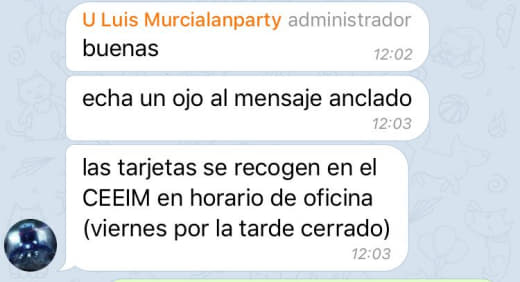 U Luis Murcialanparty administrador
buenas
12:02
echa un ojo al mensaje anclado
12:03
las tarjetas se recogen en el
CEEIM en horario de oficina
(viernes por la tarde cerrado)
12:03